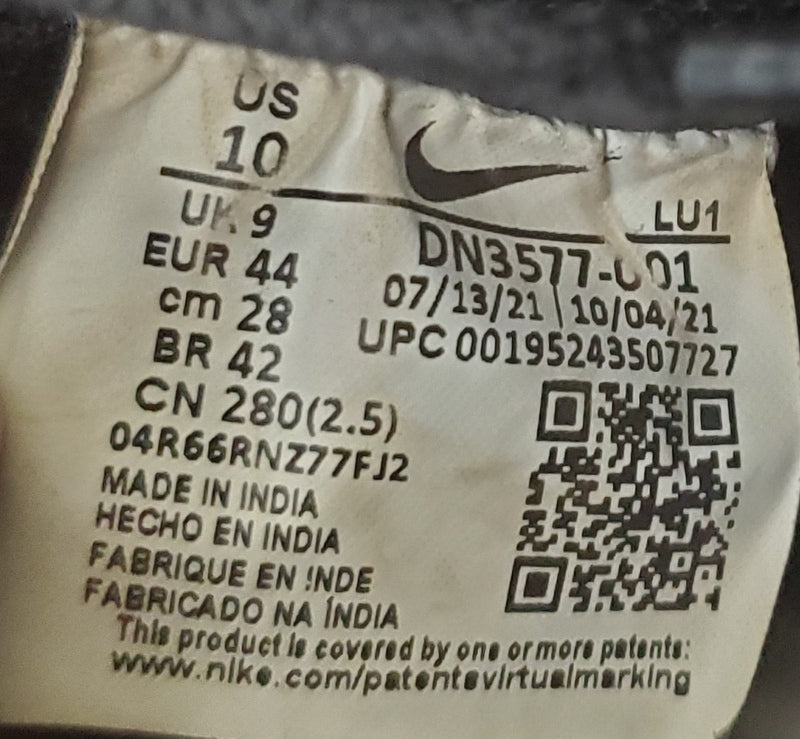 US
10
UK 9
EUR 44
cm 28
BR 42
CN 280(2.5)
LU1
DN3577-001
07/13/21 | 10/04/21
UPC 00195243507727
04R66RNZ77FJ2
MADE IN INDIA
HECHO EN INDIA
FABRIQUE EN INDE
FABRICADO NA ÍNDIA
This product is covered by one or more patents:
www.nike.com/patentsvirtualmarking